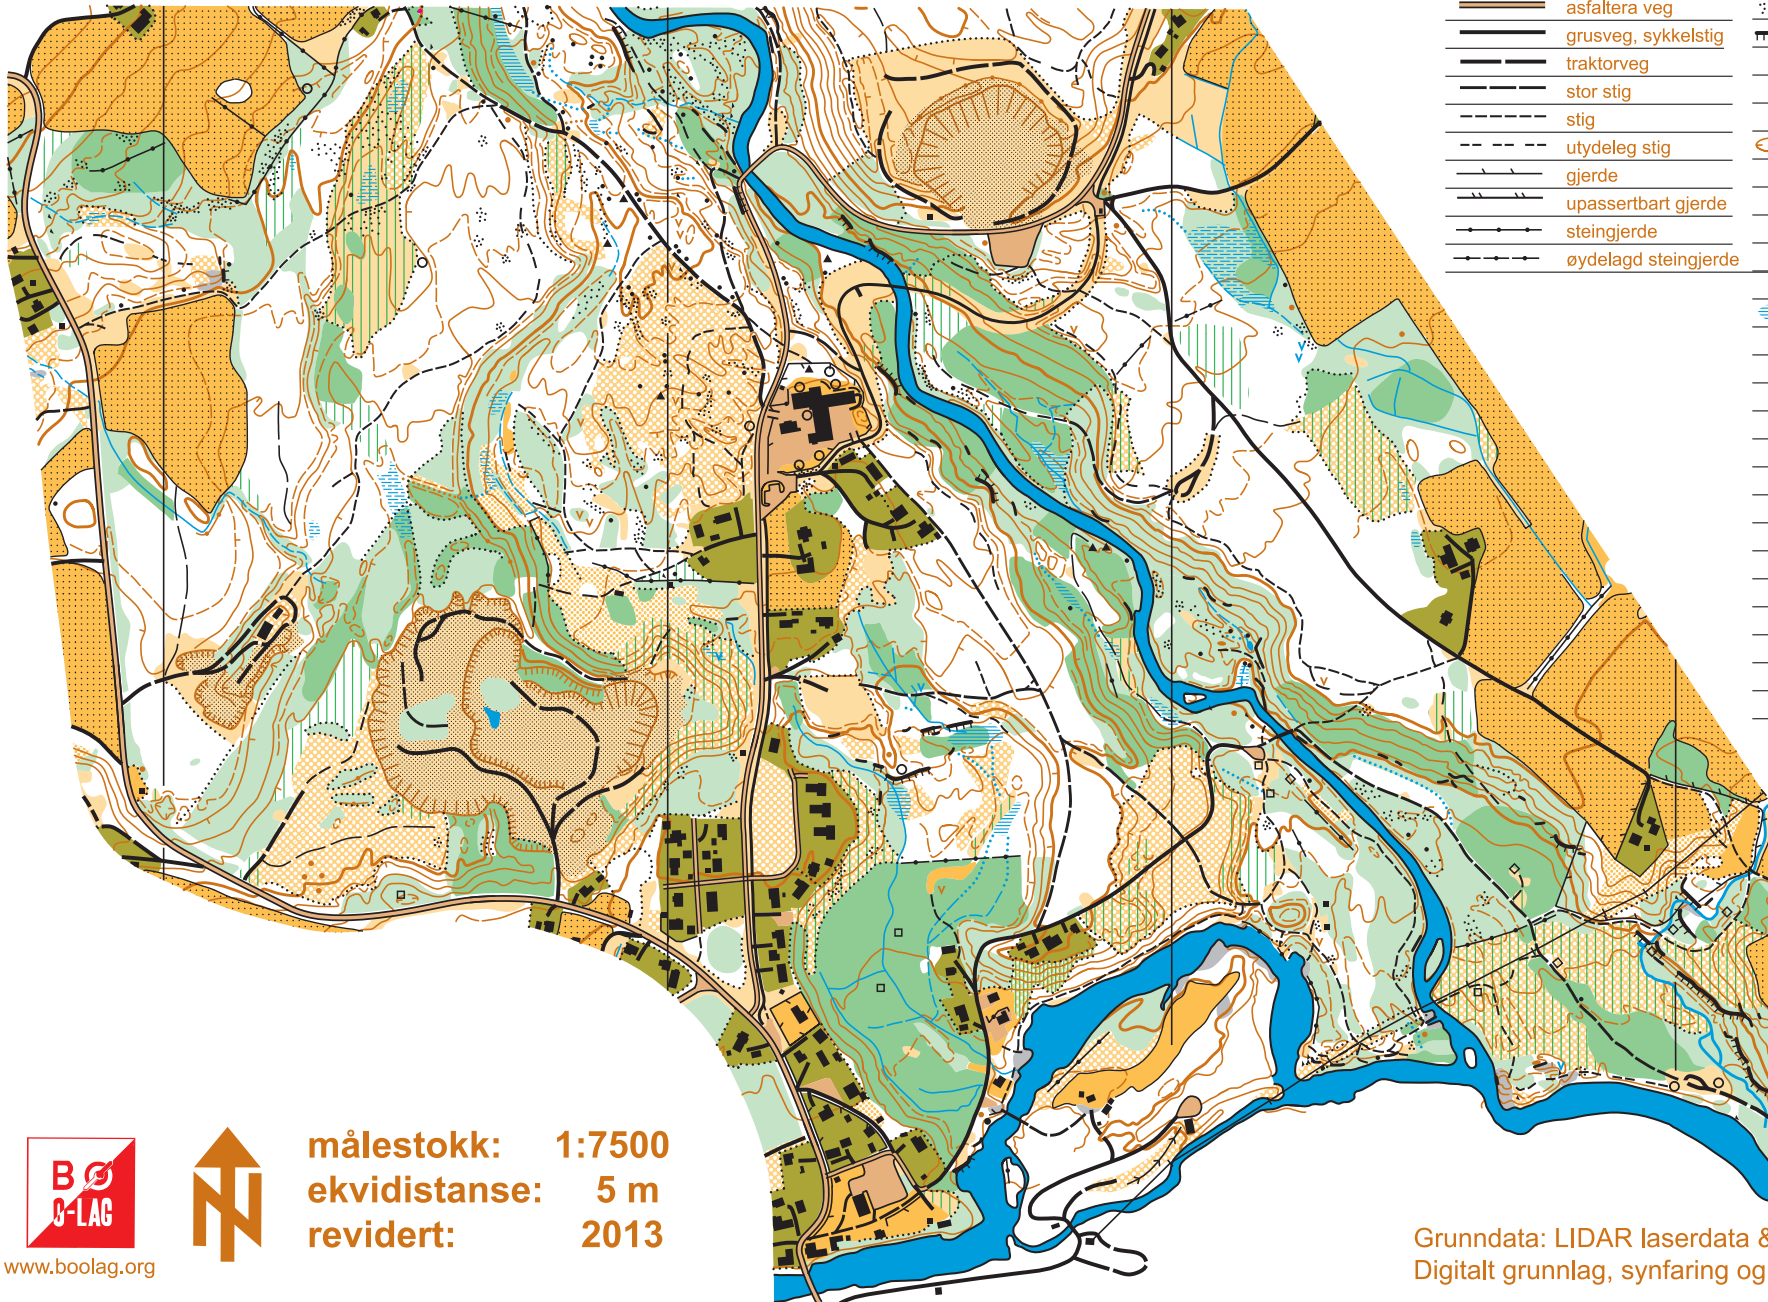 asfaltera veg
grusveg, sykkelstig
traktorveg
stor stig
stig
utydeleg stig
gjerde
upassertbart gjerde
steingjerde
øydelagd steingjerde
BØ
O-LAG
www.boolag.org
N
målestokk: 1:7500
ekvidistanse: 5 m
revidert: 2013
Grunndata: LIDAR laserdata &
Digitalt grunnlag, synfaring og